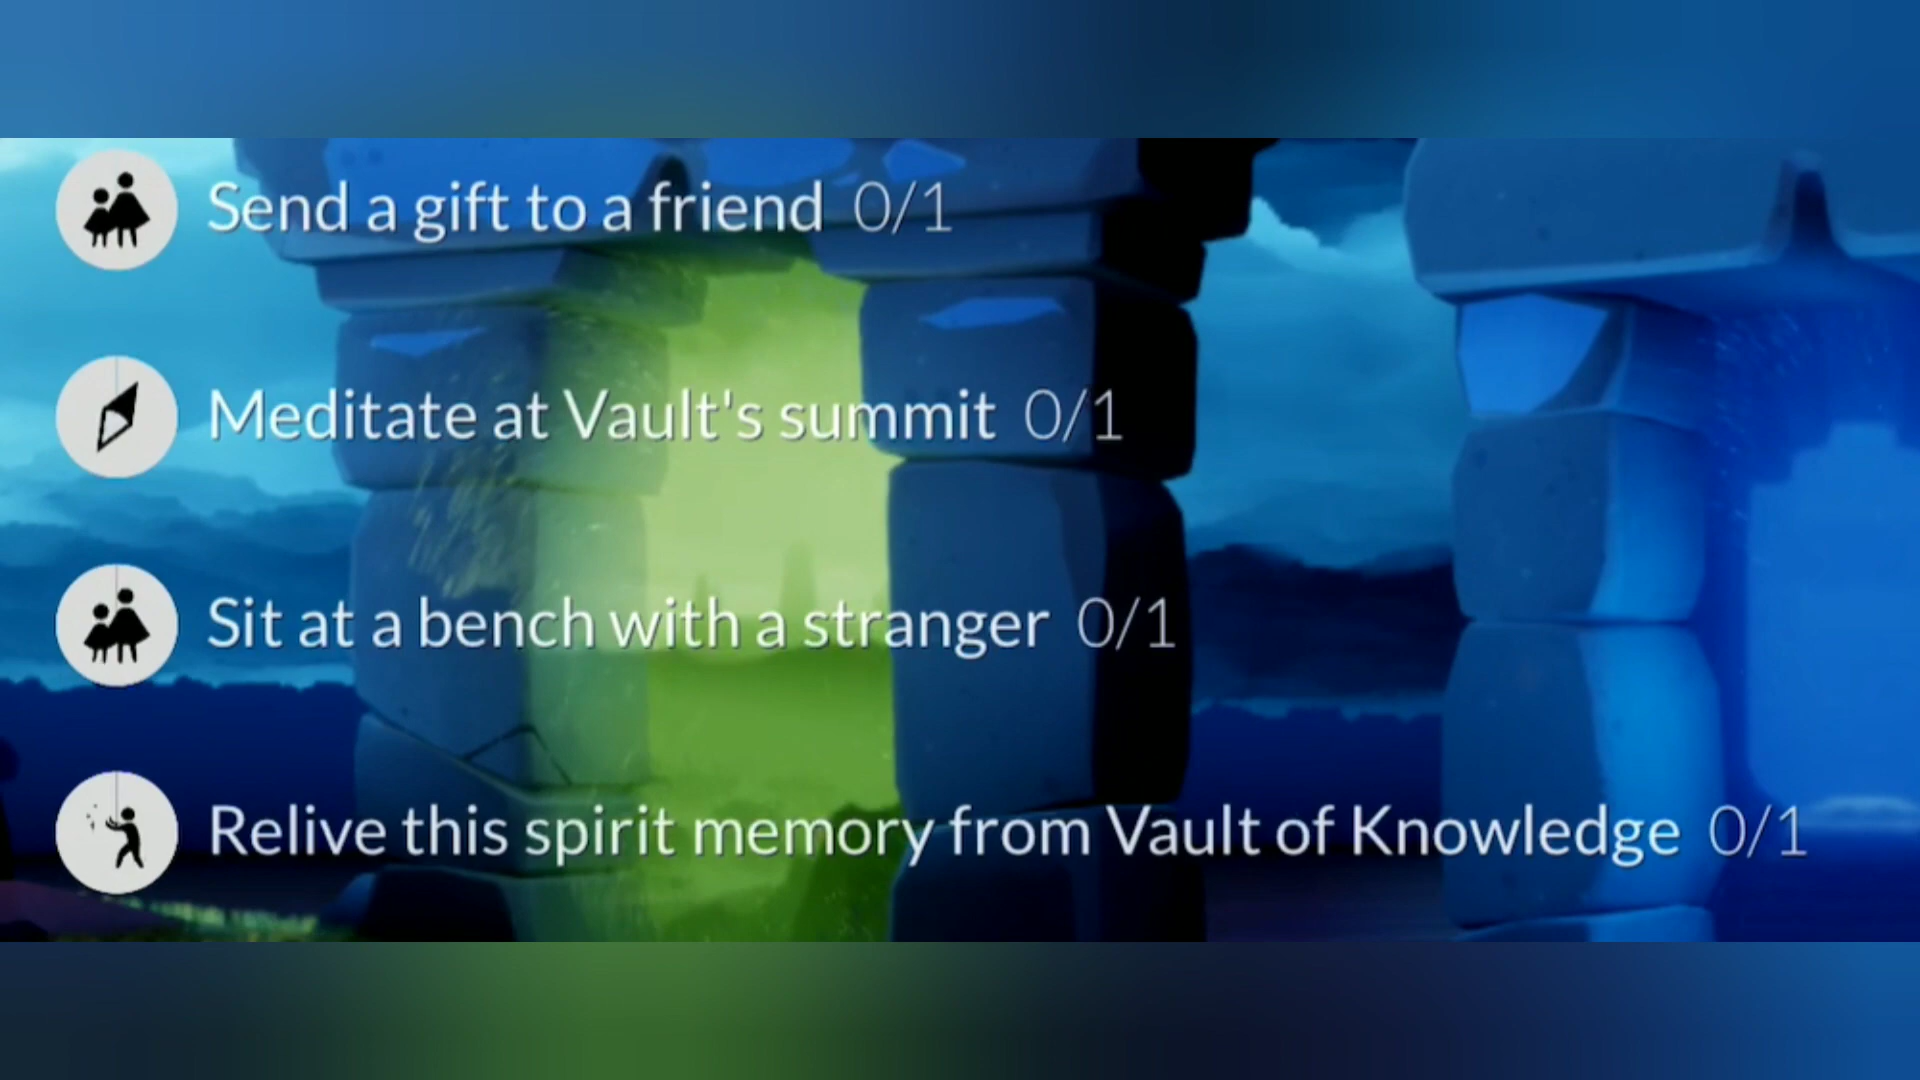 Send a gift to a friend 0/1
Meditate at Vault's summit 0/1
Sit at a bench with a stranger 0/1
Relive this spirit memory from Vault of Knowledge 0/1